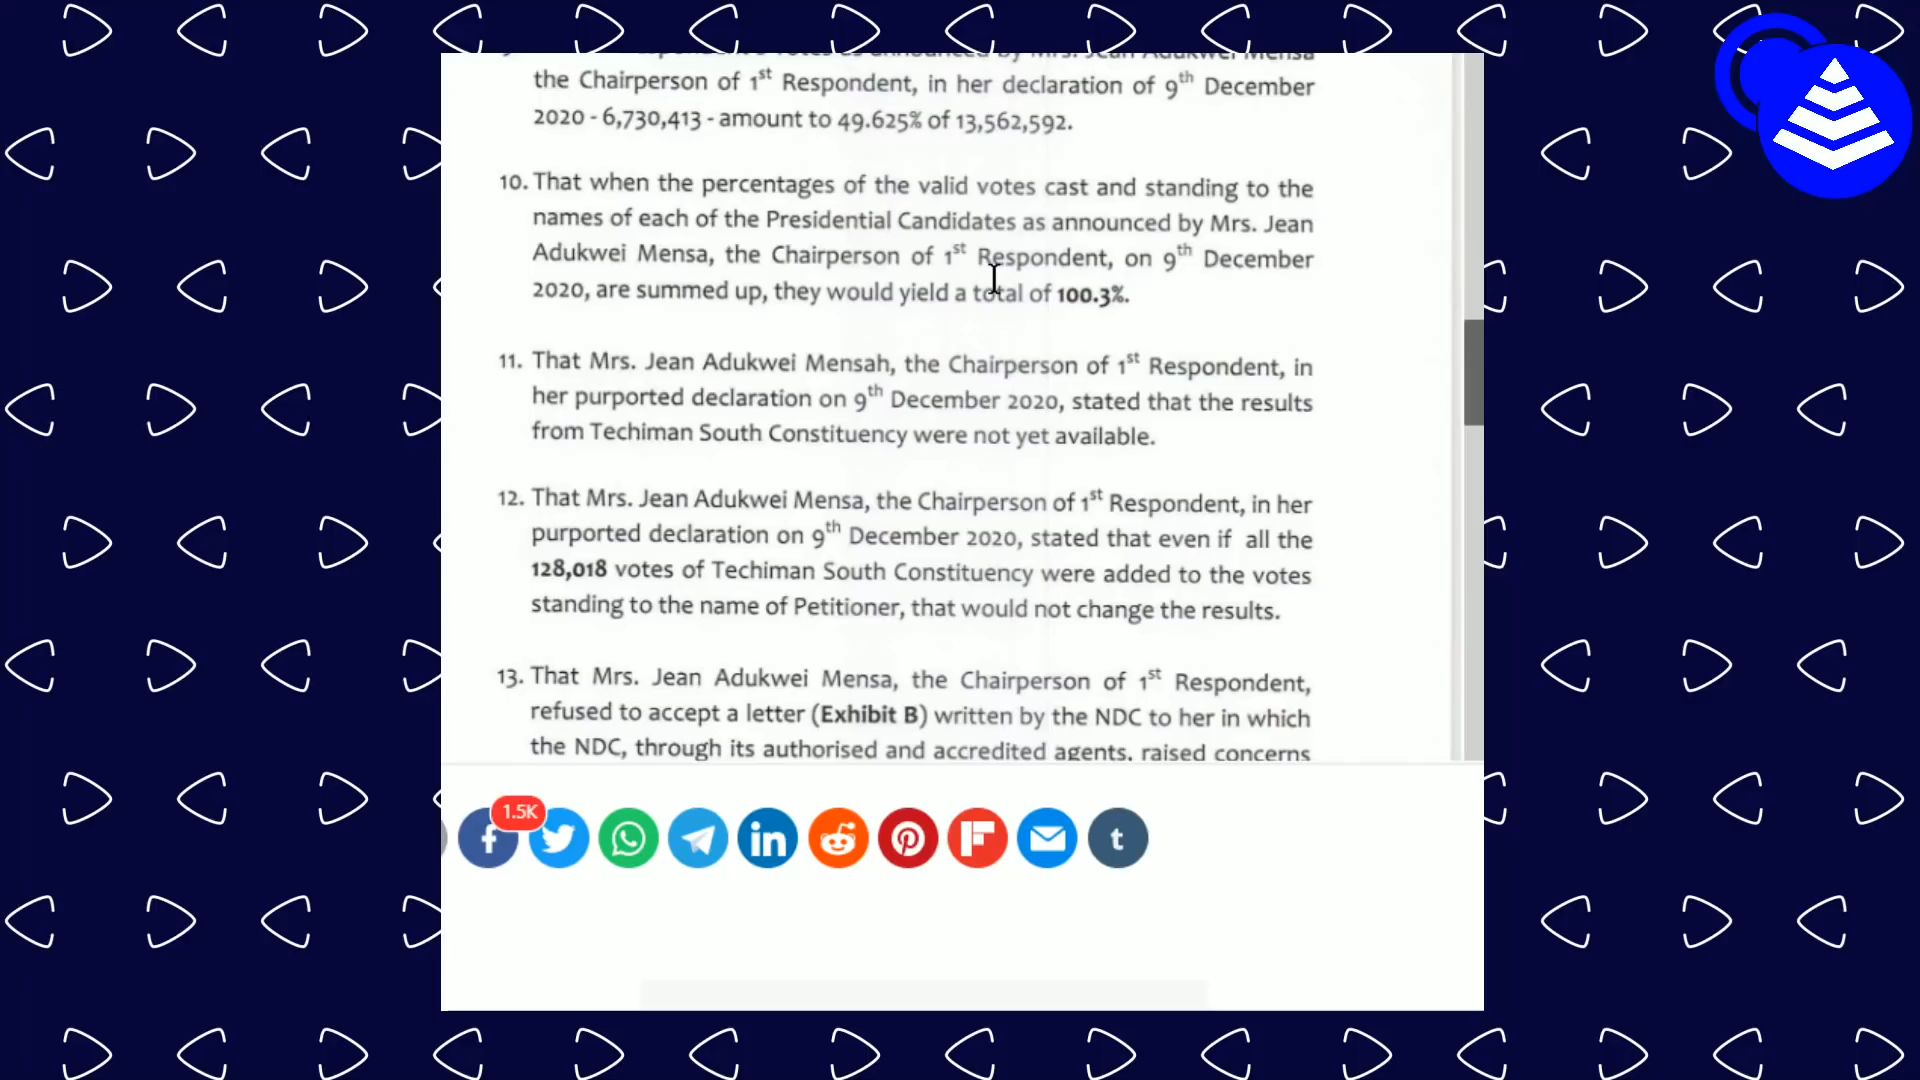 the Chairperson of 1st Respondent, in her declaration of 9th December
2020 - 6,730,413 - amount to 49.625% of 13,562,592.
10. That when the percentages of the valid votes cast and standing to the
names of each of the Presidential Candidates as announced by Mrs. Jean
Adukwei Mensa, the Chairperson of 1st Respondent, on 9th December
2020, are summed up, they would yield a total of 100.3%.
11. That Mrs. Jean Adukwei Mensah, the Chairperson of 1st Respondent, in
her purported declaration on 9th December 2020, stated that the results
from Techiman South Constituency were not yet available.
12. That Mrs. Jean Adukwei Mensa, the Chairperson of 1st Respondent, in her
purported declaration on 9th December 2020, stated that even if all the
128,018 votes of Techiman South Constituency were added to the votes
standing to the name of Petitioner, that would not change the results.
13. That Mrs. Jean Adukwei Mensa, the Chairperson of 1st Respondent,
refused to accept a letter (Exhibit B) written by the NDC to her in which
the NDC, through its authorised and accredited agents, raised concerns
1.5K